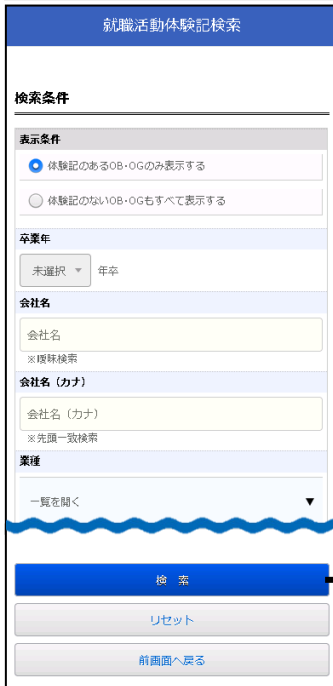 就職活動体験記検索
検索条件
表示条件
体験記のあるOB・OGのみ表示する
体験記のないOB・OGもすべて表示する
卒業年
未選択 ▼ 年卒
会社名
会社名
※曖昧検索
会社名（カナ）
会社名（カナ）
※先頭一致検索
業種
一覧を開く ▼
検 索
リセット
前画面へ戻る